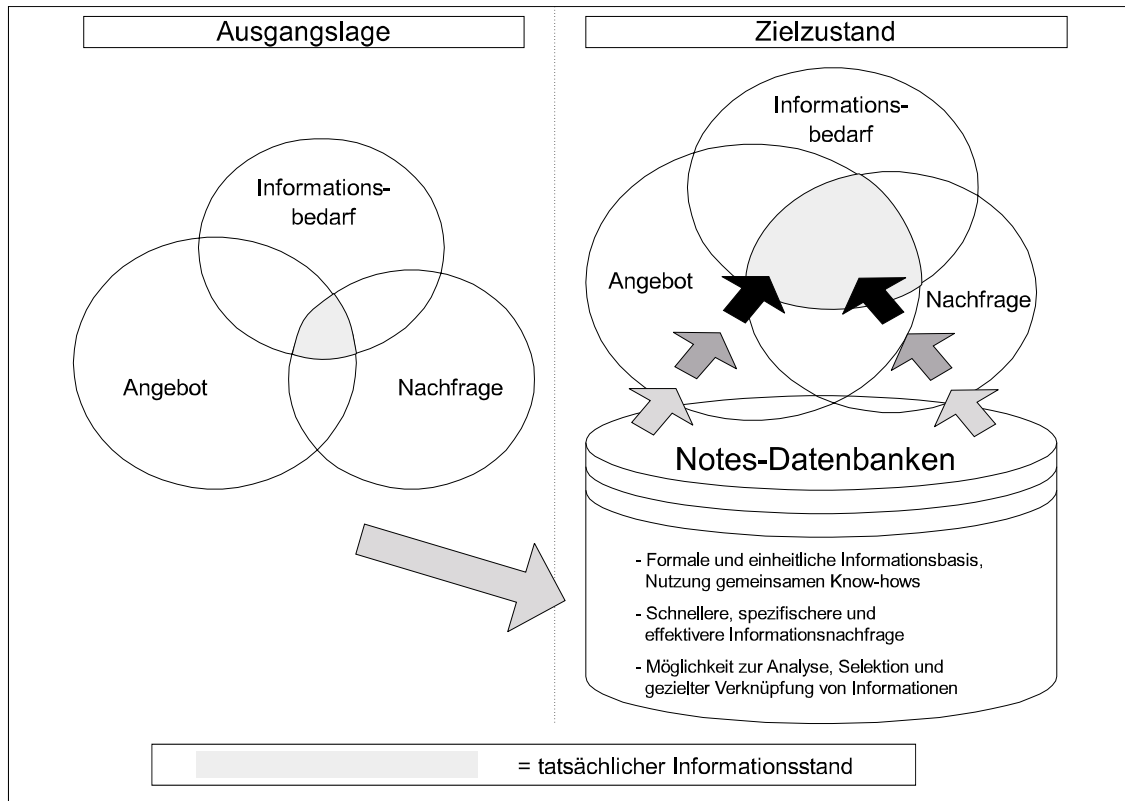 Ausgangslage
Informations-
bedarf
Angebot
Nachfrage
Zielzustand
Informations-
bedarf
Angebot
Nachfrage
Notes-Datenbanken
- Formale und einheitliche Informationsbasis,
Nutzung gemeinsamen Know-hows
- Schnellere, spezifischere und
effektivere Informationsnachfrage
- Möglichkeit zur Analyse, Selektion und
gezielter Verknüpfung von Informationen
= tatsächlicher Informationsstand